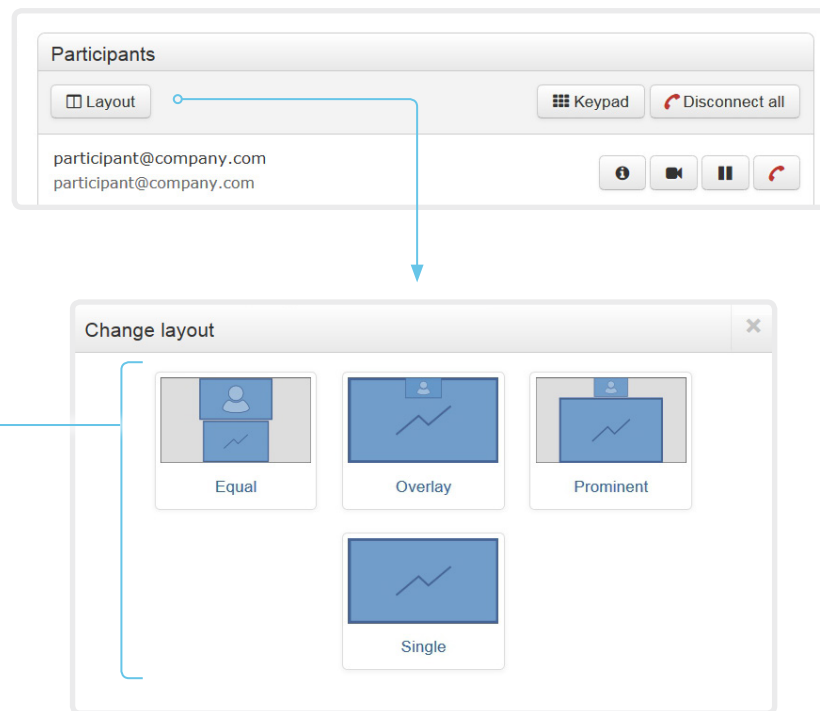 Participants
Layout
Keypad
Disconnect all
participant@company.com
participant@company.com
Change layout
Equal
Overlay
Prominent
Single